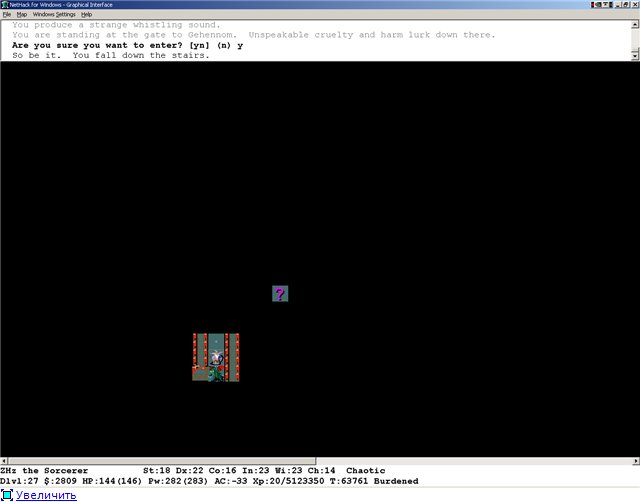 NetHack for Windows - Graphical Interface
File Map Windows Settings Help
You produce a strange whistling sound.
You are standing at the gate to Gehennom.  Unspeakable cruelty and harm lurk down there.
Are you sure you want to enter? [yn] (n) y
So be it.  You fall down the stairs.
?
ZHz the Sorcerer St:18 Dx:22 Co:16 In:23 Wi:23 Ch:14 Chaotic
Dlvl:27 $:2809 HP:144(146) Pw:282(283) AC:-33 Xp:20/5123350 T:63761 Burdened
Увеличить